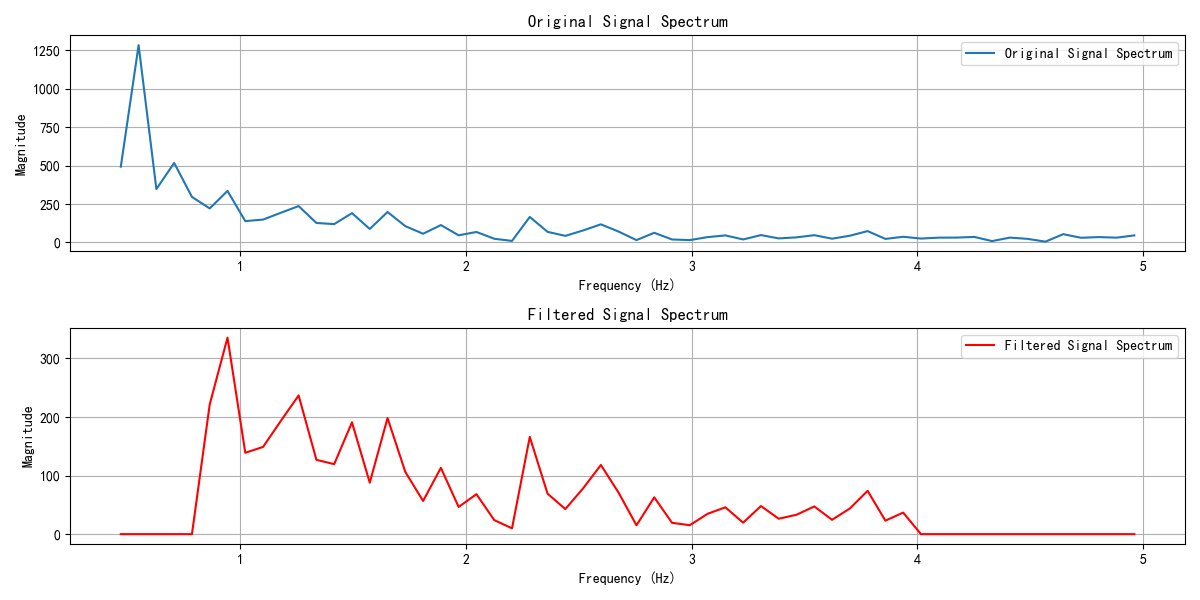 Original Signal Spectrum
Original Signal Spectrum
Magnitude
1250
1000
750
500
250
0
1 2 3 4 5
Frequency (Hz)
Filtered Signal Spectrum
Filtered Signal Spectrum
Magnitude
300
200
100
0
1 2 3 4 5
Frequency (Hz)